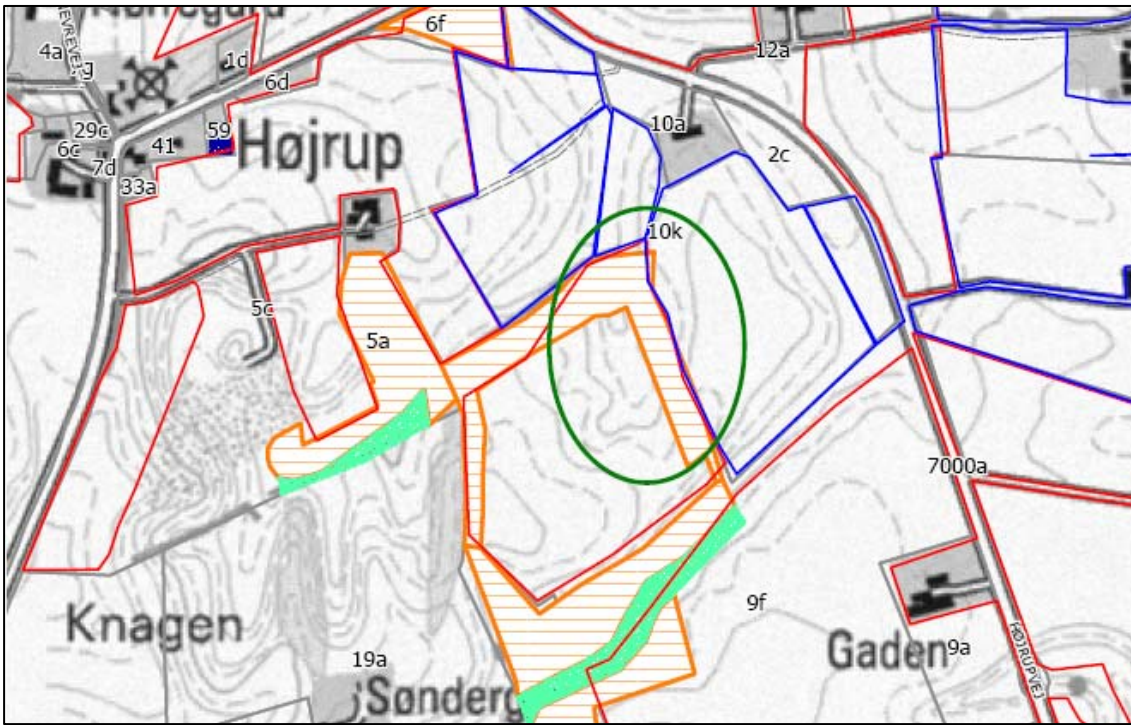 6f
4a
1d
12a
6d
29c
59
10a
6c
41
Højrup
2c
7d
33a
10k
5c
5a
7000a
9f
Knagen
Gaden
9a
HØJRUPVEJ
19a
Sønderg